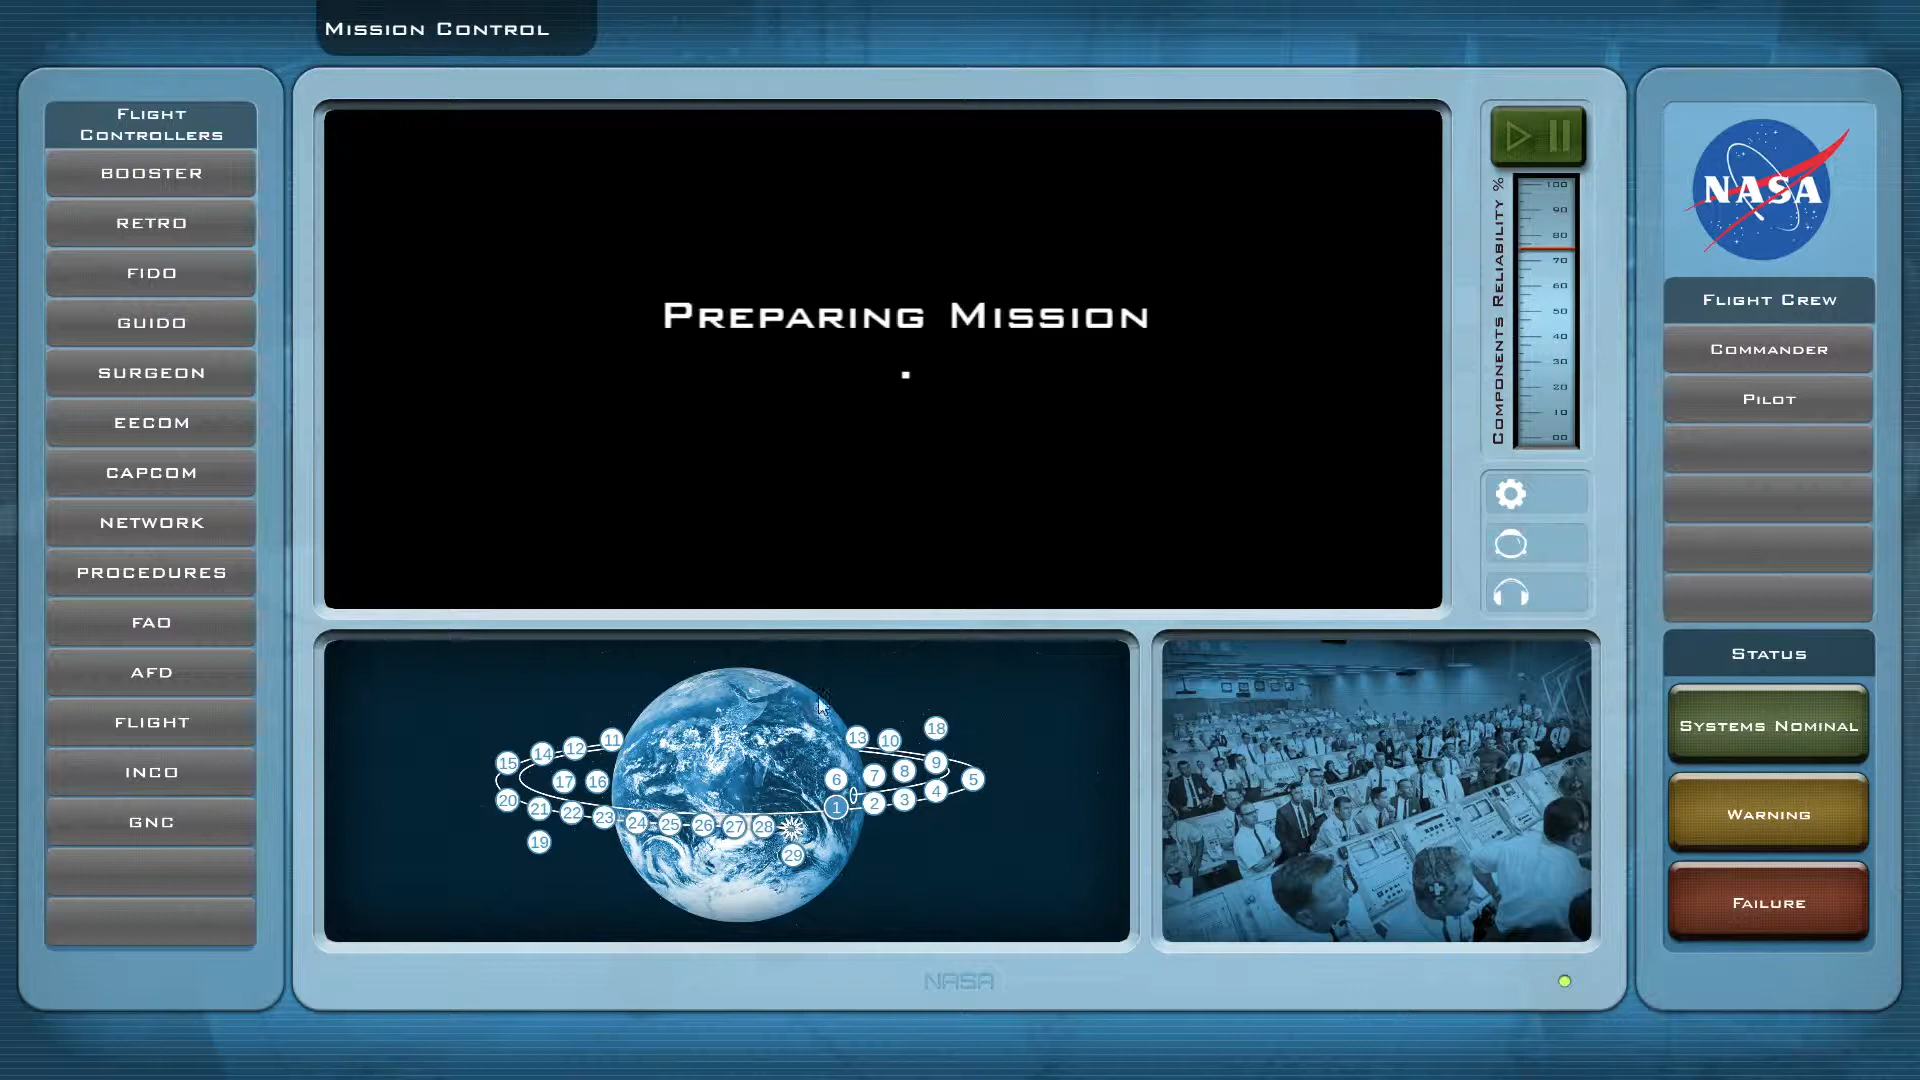 Mission Control
Flight
Controllers
BOOSTER
RETRO
FIDO
GUIDO
SURGEON
EECOM
CAPCOM
NETWORK
PROCEDURES
FAO
AFD
FLIGHT
INCO
GNC
Preparing Mission
.
Components Reliability %
100
90
80
70
60
50
40
30
20
10
00
NASA
Flight Crew
Commander
Pilot
Status
Systems Nominal
Warning
Failure
11
12
14
15
17
16
20
21
22
23
19
24
25
26
27
28
29
13
10
18
6
7
8
9
5
1
2
3
4
NASA